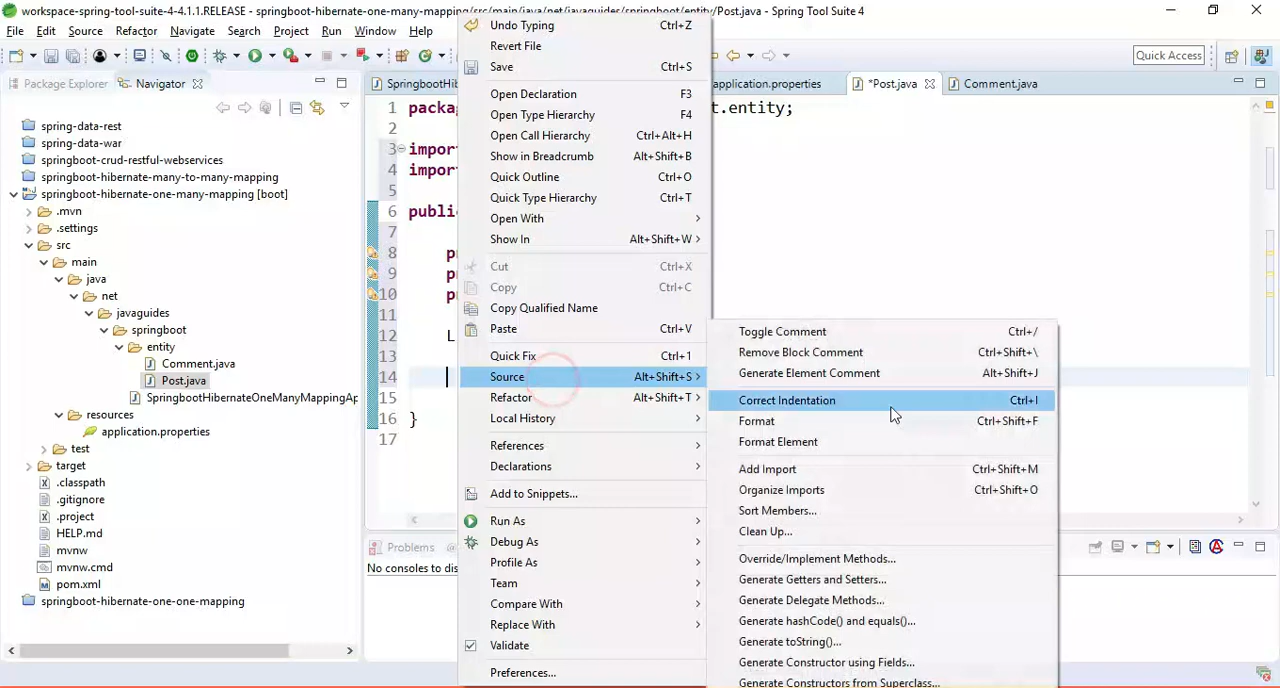 workspace-spring-tool-suite-4-4.1.1.RELEASE - springboot-hibernate-one-many-mapping/src/main/java/net/javaguides/springboot/entity/Post.java - Spring Tool Suite 4
File Edit Source Refactor Navigate Search Project Run Window Help
Quick Access
Package Explorer Navigator
SpringbootHib
application.properties
*Post.java
Comment.java
spring-data-rest
spring-data-war
springboot-crud-restful-webservices
springboot-hibernate-many-to-many-mapping
springboot-hibernate-one-many-mapping [boot]
.mvn
.settings
src
main
java
net
javaguides
springboot
entity
Comment.java
Post.java
SpringbootHibernateOneManyMappingAp
resources
application.properties
test
target
.classpath
.gitignore
.project
HELP.md
mvnw
mvnw.cmd
pom.xml
springboot-hibernate-one-one-mapping
1 packag t.entity;
2
3 impor
4 impor
5
6 publi
7
8 p
9 p
10 p
11
12 L
13
14
15
16 }
17
Problems @
No consoles to dis
Undo Typing Ctrl+Z
Revert File
Save Ctrl+S
Open Declaration F3
Open Type Hierarchy F4
Open Call Hierarchy Ctrl+Alt+H
Show in Breadcrumb Alt+Shift+B
Quick Outline Ctrl+O
Quick Type Hierarchy Ctrl+T
Open With
Show In Alt+Shift+W
Cut Ctrl+X
Copy Ctrl+C
Copy Qualified Name
Paste Ctrl+V
Quick Fix Ctrl+1
Source Alt+Shift+S
Refactor Alt+Shift+T
Local History
References
Declarations
Add to Snippets...
Run As
Debug As
Profile As
Team
Compare With
Replace With
Validate
Preferences...
Toggle Comment Ctrl+/
Remove Block Comment Ctrl+Shift+\
Generate Element Comment Alt+Shift+J
Correct Indentation Ctrl+I
Format Ctrl+Shift+F
Format Element
Add Import Ctrl+Shift+M
Organize Imports Ctrl+Shift+O
Sort Members...
Clean Up...
Override/Implement Methods...
Generate Getters and Setters...
Generate Delegate Methods...
Generate hashCode() and equals()...
Generate toString()...
Generate Constructor using Fields...
Generate Constructors from Superclass...